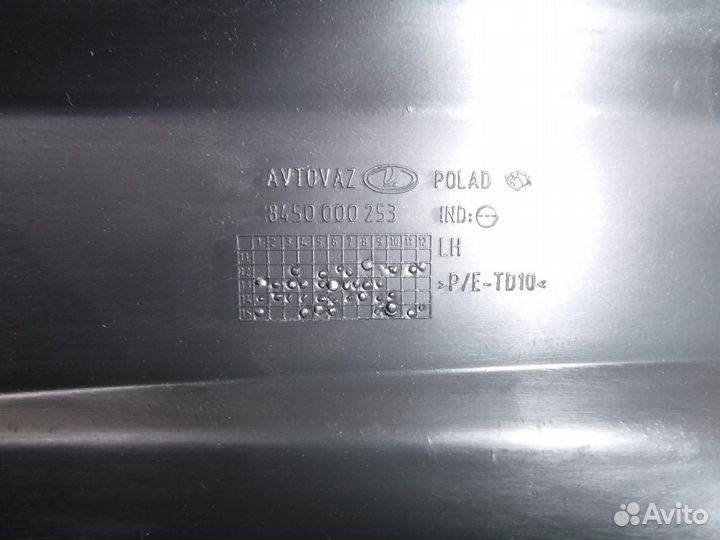 AVTOVAZ POLAD
8450 000 253 IND:
LH
>P/E-TD10<
1 2 3 4 5 6 7 8 9 10 11 12
11
12
13
14
15
Avito